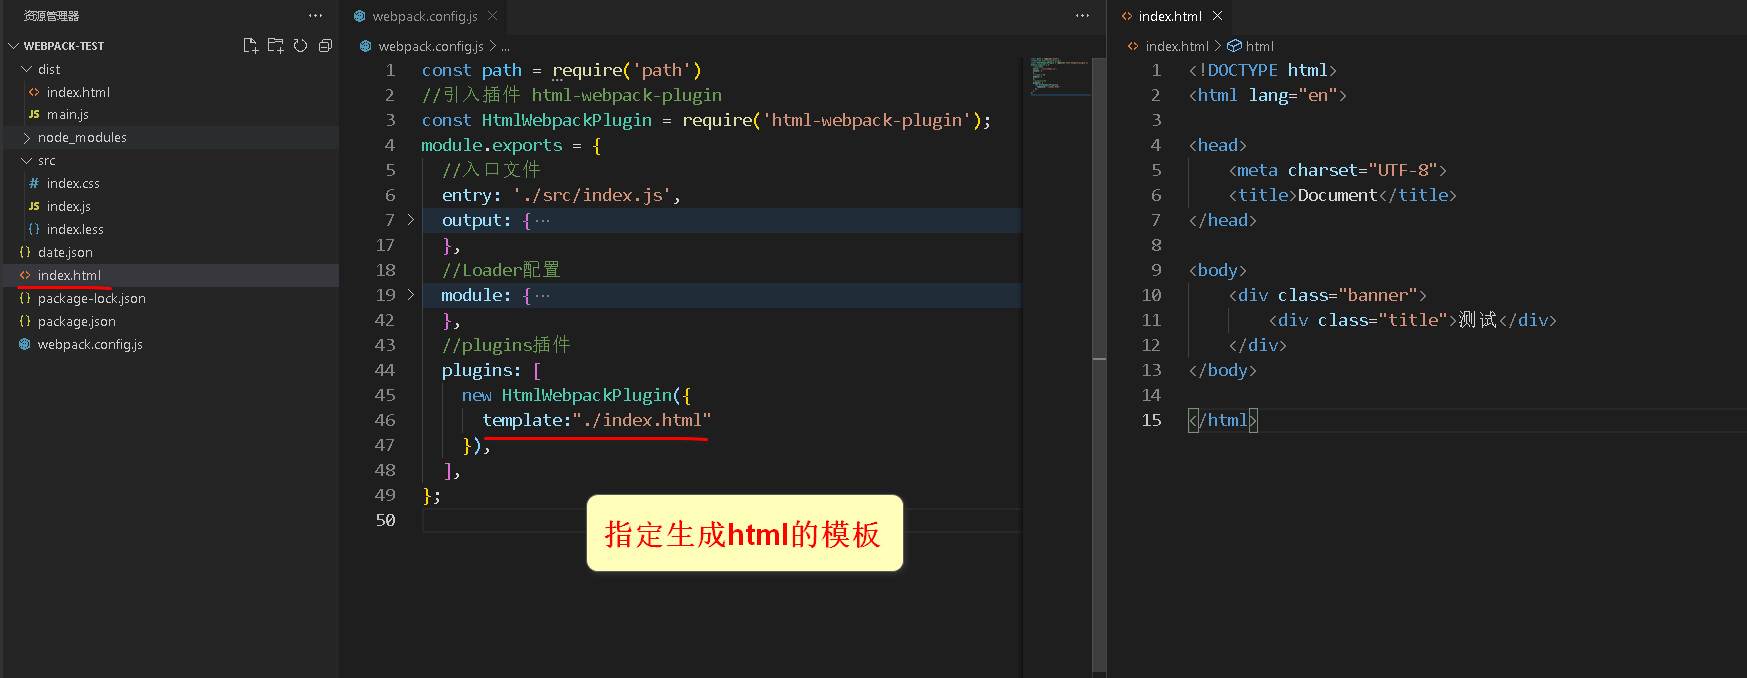 资源管理器
WEBPACK-TEST
dist
index.html
JS main.js
node_modules
src
# index.css
JS index.js
{} index.less
{} date.json
<> index.html
{} package-lock.json
{} package.json
webpack.config.js
webpack.config.js
webpack.config.js > ...
1 const path = require('path')
2 //引入插件 html-webpack-plugin
3 const HtmlWebpackPlugin = require('html-webpack-plugin');
4 module.exports = {
5 //入口文件
6 entry: './src/index.js',
7 output: { ...
17 },
18 //Loader配置
19 module: { ...
42 },
43 //plugins插件
44 plugins: [
45 new HtmlWebpackPlugin({
46 template:"./index.html"
47 }),
48 ],
49 };
50
指定生成html的模板
<> index.html
<> index.html > html
1 <!DOCTYPE html>
2 <html lang="en">
3
4 <head>
5 <meta charset="UTF-8">
6 <title>Document</title>
7 </head>
8
9 <body>
10 <div class="banner">
11 <div class="title">测试</div>
12 </div>
13 </body>
14
15 </html>